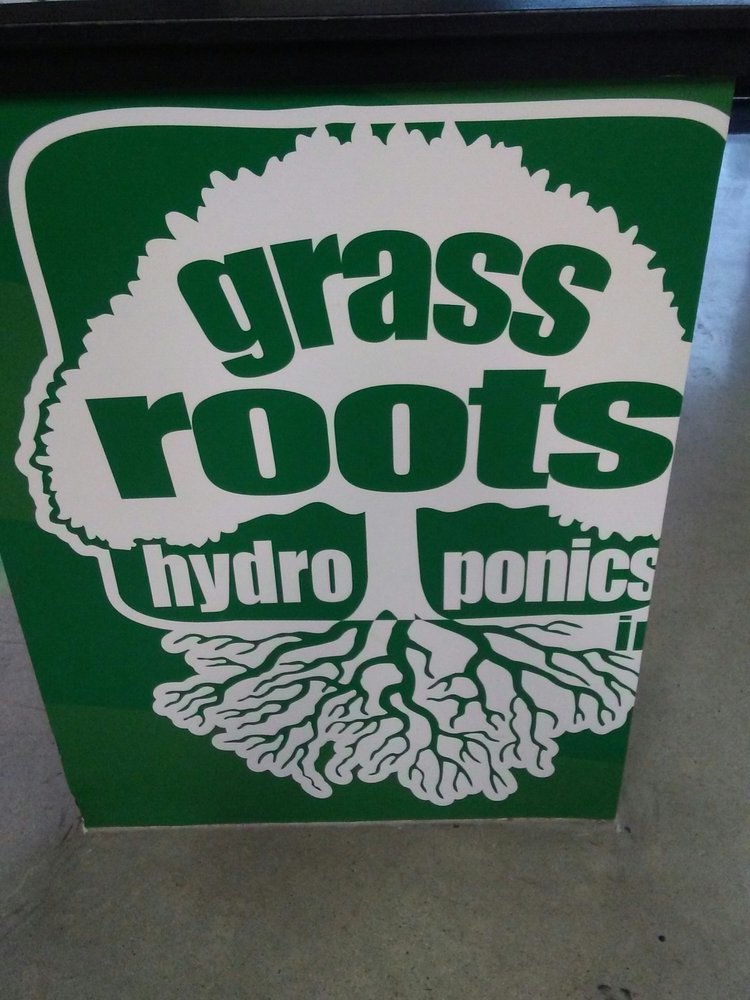 grass
roots
hydro ponics